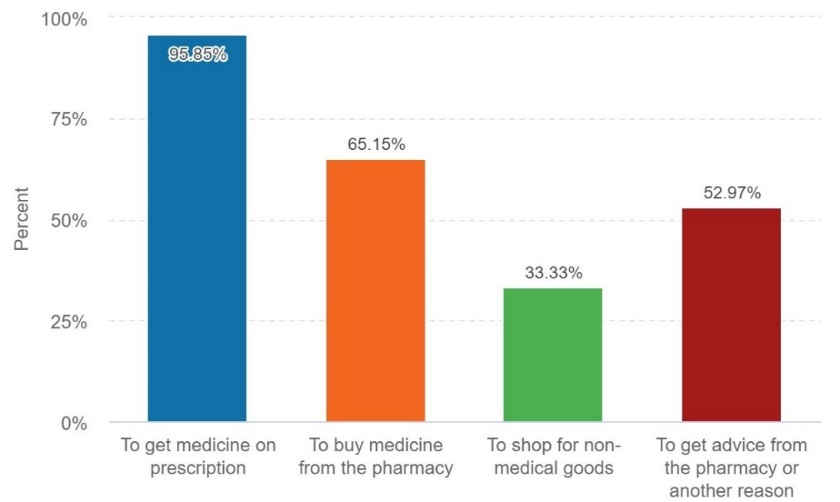 100%
95.85%
75%
65.15%
52.97%
50%
33.33%
25%
0%
Percent
To get medicine on
prescription
To buy medicine
from the pharmacy
To shop for non-
medical goods
To get advice from
the pharmacy or
another reason